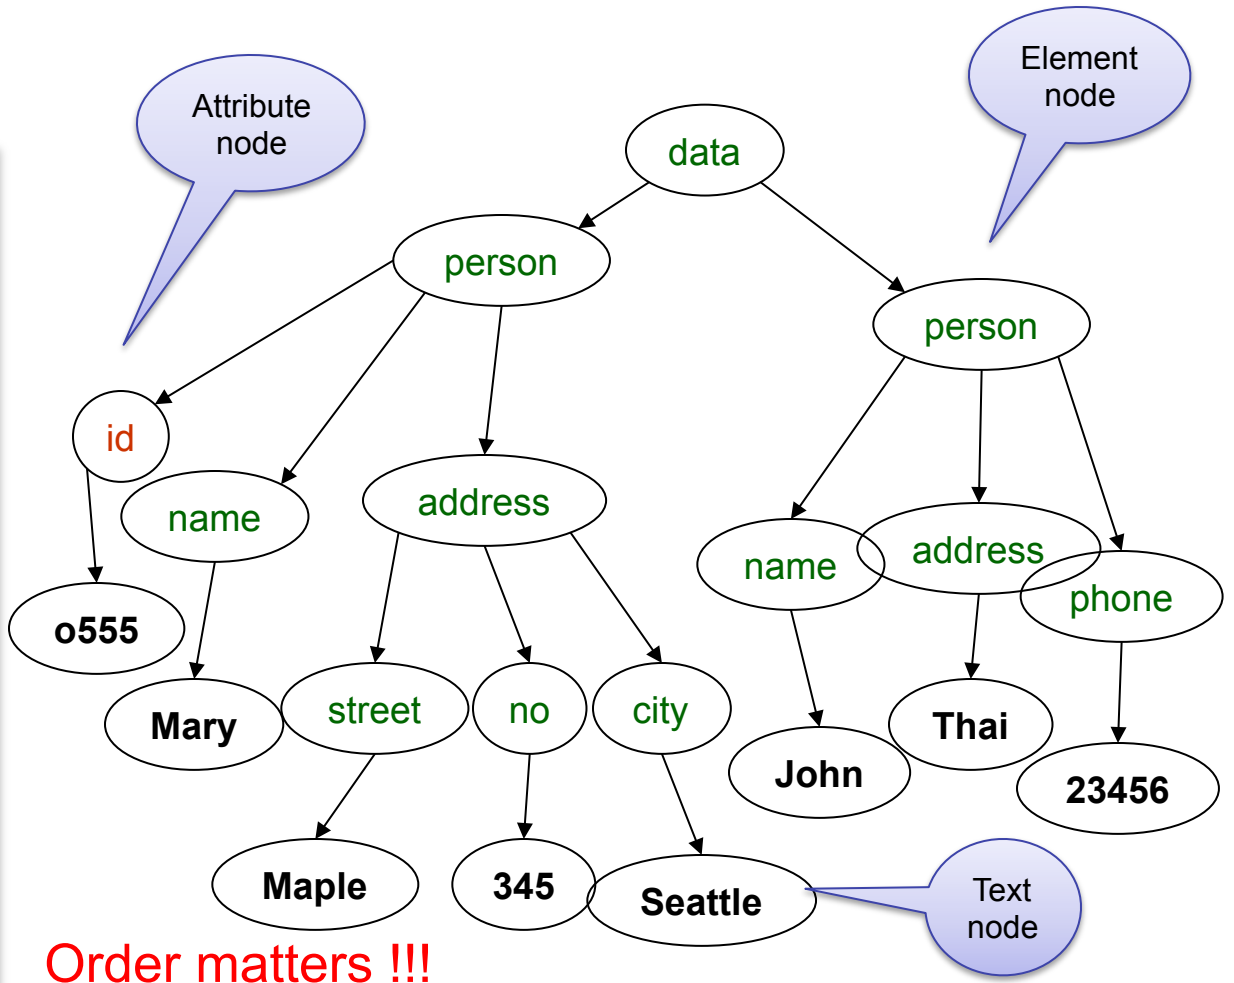 Element
node
Attribute
node
data
person
person
id
name
address
name
address
phone
o555
Mary
street
no
city
John
Thai
23456
Maple
345
Seattle
Text
node
Order matters !!!